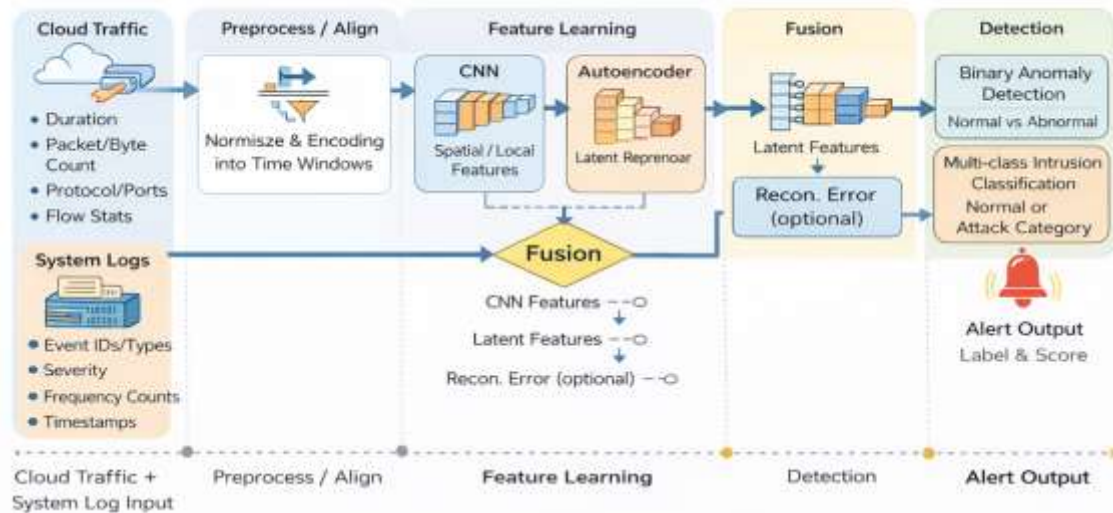 Cloud Traffic
Duration
Packet/Byte
Count
Protocol/Ports
Flow Stats
System Logs
Event IDs/Types
Severity
Frequency Counts
Timestamps
Preprocess / Align
Normisze & Encoding
into Time Windows
Feature Learning
CNN
Spatial / Local
Features
Autoencoder
Latent Reprenoar
Fusion
CNN Features
Latent Features
Recon. Error (optional)
Fusion
Latent Features
Recon. Error
(optional)
Detection
Binary Anomaly
Detection
Normal vs Abnormal
Multi-class Intrusion
Classification
Normal or
Attack Category
Alert Output
Label & Score
Cloud Traffic +
System Log Input
Preprocess / Align
Feature Learning
Detection
Alert Output